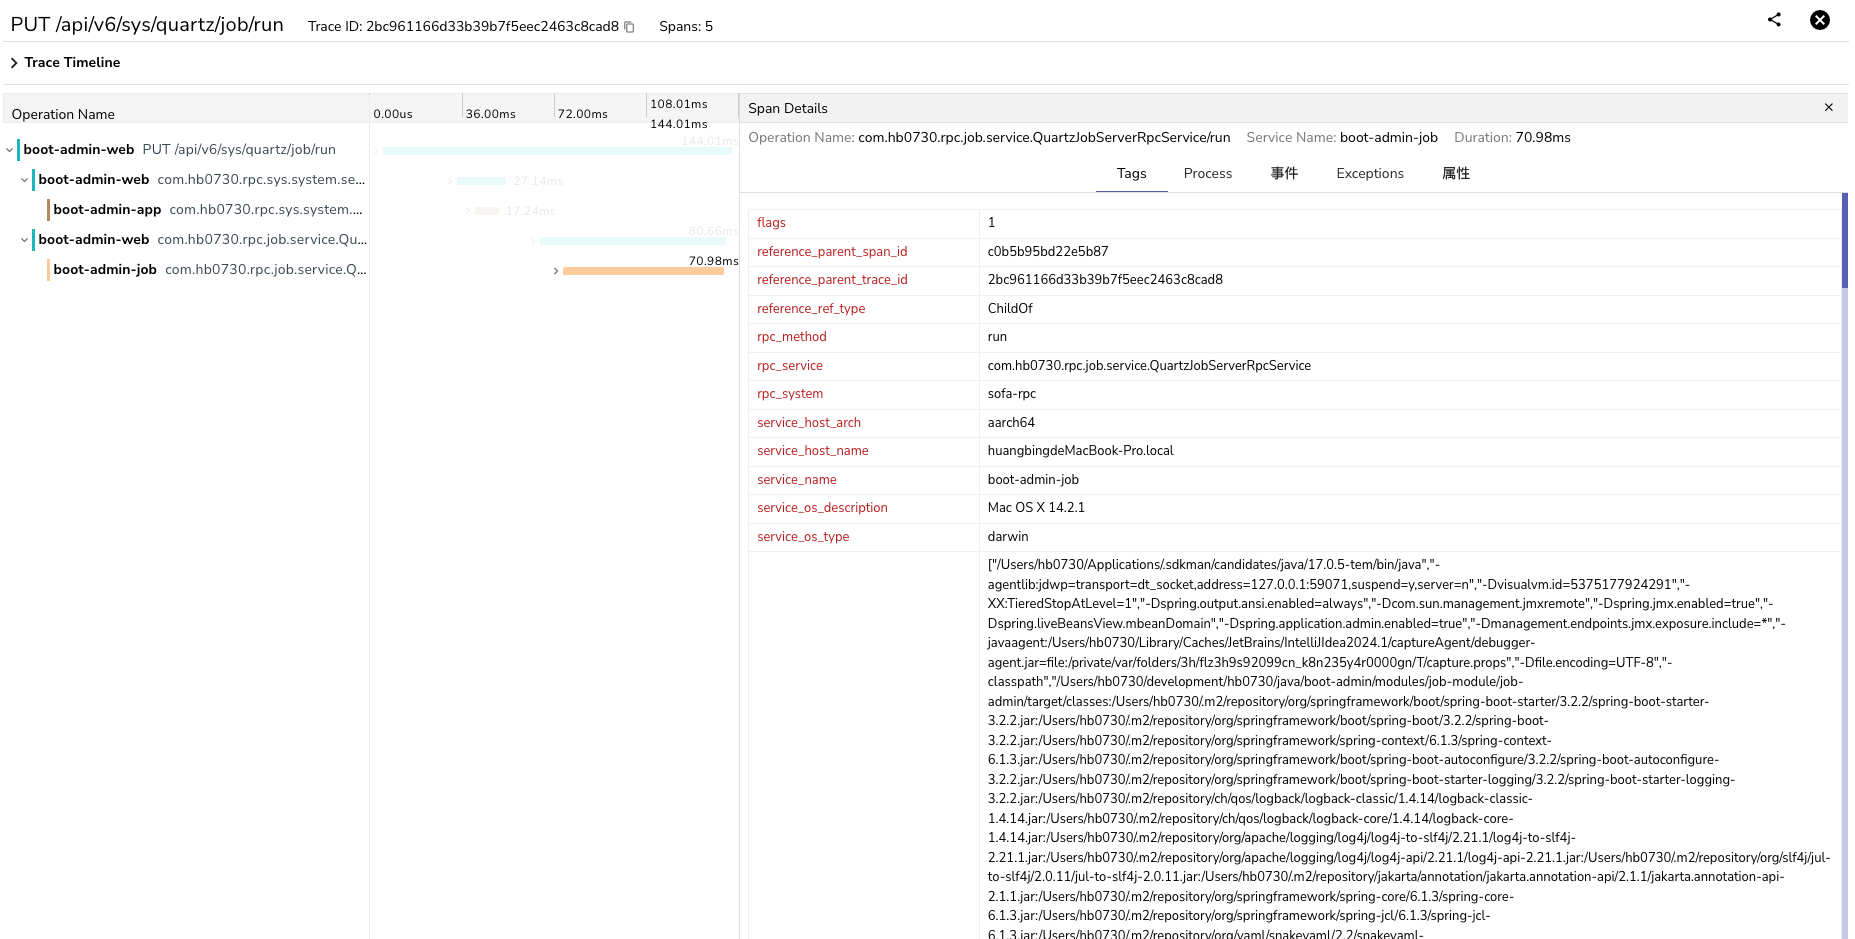 PUT /api/v6/sys/quartz/job/run Trace ID: 2bc961166d33b39b7f5eec2463c8cad8 Spans: 5
Trace Timeline
Operation Name
0.00us 36.00ms 72.00ms 108.01ms
144.01ms
boot-admin-web PUT /api/v6/sys/quartz/job/run 144.01ms
boot-admin-web com.hb0730.rpc.sys.system.se... 27.14ms
boot-admin-app com.hb0730.rpc.sys.system.... 17.24ms
boot-admin-web com.hb0730.rpc.job.service.Qu... 80.66ms
boot-admin-job com.hb0730.rpc.job.service.Q... 70.98ms
Span Details
Operation Name: com.hb0730.rpc.job.service.QuartzJobServerRpcService/run Service Name: boot-admin-job Duration: 70.98ms
Tags Process 事件 Exceptions 属性
flags 1
reference_parent_span_id c0b5b95bd22e5b87
reference_parent_trace_id 2bc961166d33b39b7f5eec2463c8cad8
reference_ref_type ChildOf
rpc_method run
rpc_service com.hb0730.rpc.job.service.QuartzJobServerRpcService
rpc_system sofa-rpc
service_host_arch aarch64
service_host_name huangbingdeMacBook-Pro.local
service_name boot-admin-job
service_os_description Mac OS X 14.2.1
service_os_type darwin
["/Users/hb0730/Applications/.sdkman/candidates/java/17.0.5-tem/bin/java","-
agentlib:jdwp=transport=dt_socket,address=127.0.0.1:59071,suspend=y,server=n","-Dvisualvm.id=5375177924291","-
XX:TieredStopAtLevel=1","-Dspring.output.ansi.enabled=always","-Dcom.sun.management.jmxremote","-Dspring.jmx.enabled=true","-
Dspring.liveBeansView.mbeanDomain","-Dspring.application.admin.enabled=true","-Dmanagement.endpoints.jmx.exposure.include=*","-
javaagent:/Users/hb0730/Library/Caches/JetBrains/IntelliJIdea2024.1/captureAgent/debugger-
agent.jar=file:/private/var/folders/3h/flz3h9s92099cn_k8n235y4r0000gn/T/capture.props","-Dfile.encoding=UTF-8","-
classpath","/Users/hb0730/development/hb0730/java/boot-admin/modules/job-module/job-
admin/target/classes:/Users/hb0730/.m2/repository/org/springframework/boot/spring-boot-starter/3.2.2/spring-boot-starter-
3.2.2.jar:/Users/hb0730/.m2/repository/org/springframework/boot/spring-boot/3.2.2/spring-boot-
3.2.2.jar:/Users/hb0730/.m2/repository/org/springframework/spring-context/6.1.3/spring-context-
6.1.3.jar:/Users/hb0730/.m2/repository/org/springframework/boot/spring-boot-autoconfigure/3.2.2/spring-boot-autoconfigure-
3.2.2.jar:/Users/hb0730/.m2/repository/org/springframework/boot/spring-boot-starter-logging/3.2.2/spring-boot-starter-logging-
3.2.2.jar:/Users/hb0730/.m2/repository/ch/qos/logback/logback-classic/1.4.14/logback-classic-
1.4.14.jar:/Users/hb0730/.m2/repository/ch/qos/logback/logback-core/1.4.14/logback-core-
1.4.14.jar:/Users/hb0730/.m2/repository/org/apache/logging/log4j/log4j-to-slf4j/2.21.1/log4j-to-slf4j-
2.21.1.jar:/Users/hb0730/.m2/repository/org/apache/logging/log4j/log4j-api/2.21.1/log4j-api-2.21.1.jar:/Users/hb0730/.m2/repository/org/slf4j/jul-
to-slf4j/2.0.11/jul-to-slf4j-2.0.11.jar:/Users/hb0730/.m2/repository/jakarta/annotation/jakarta.annotation-api/2.1.1/jakarta.annotation-api-
2.1.1.jar:/Users/hb0730/.m2/repository/org/springframework/spring-core/6.1.3/spring-core-
6.1.3.jar:/Users/hb0730/.m2/repository/org/springframework/spring-jcl/6.1.3/spring-jcl-
6.1.3.jar:/Users/hb0730/.m2/repository/org/yaml/snakeyaml/2.2/snakeyaml-